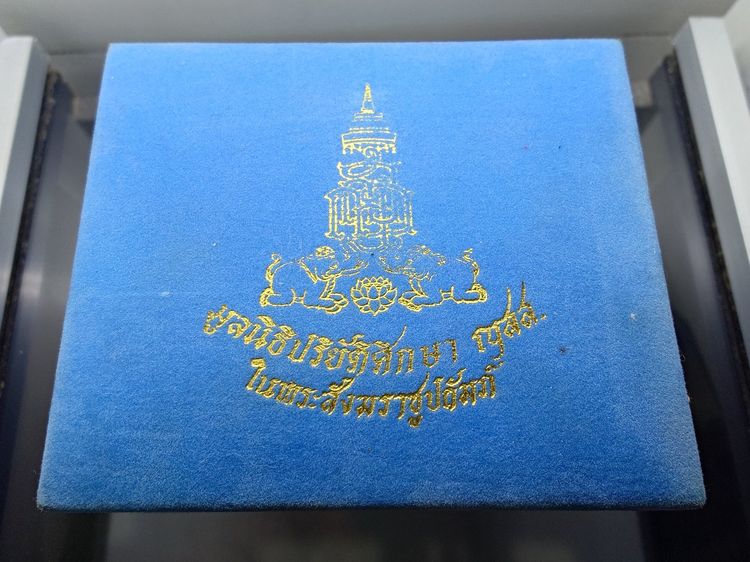 มูลนิธิปริยัติศึกษา ญสส.
ในพระสังฆราชูปถัมภ์